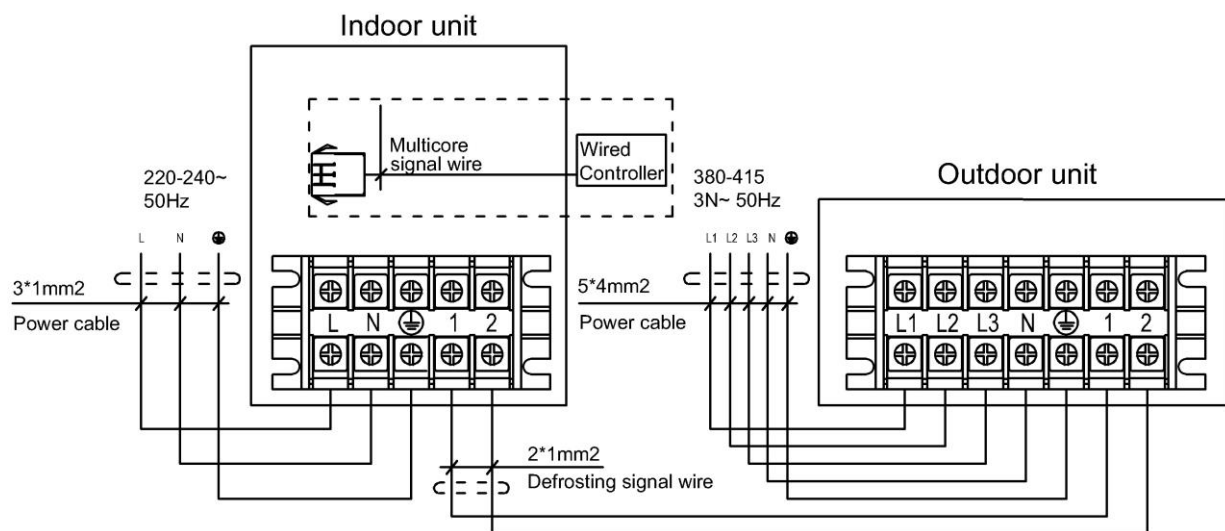 Indoor unit
Multicore
signal wire
Wired
Controller
220-240~
50Hz
L N
3*1mm2
Power cable
L N 1 2
380-415
3N~ 50Hz
L1 L2 L3 N
5*4mm2
Power cable
Outdoor unit
L1 L2 L3 N 1 2
2*1mm2
Defrosting signal wire